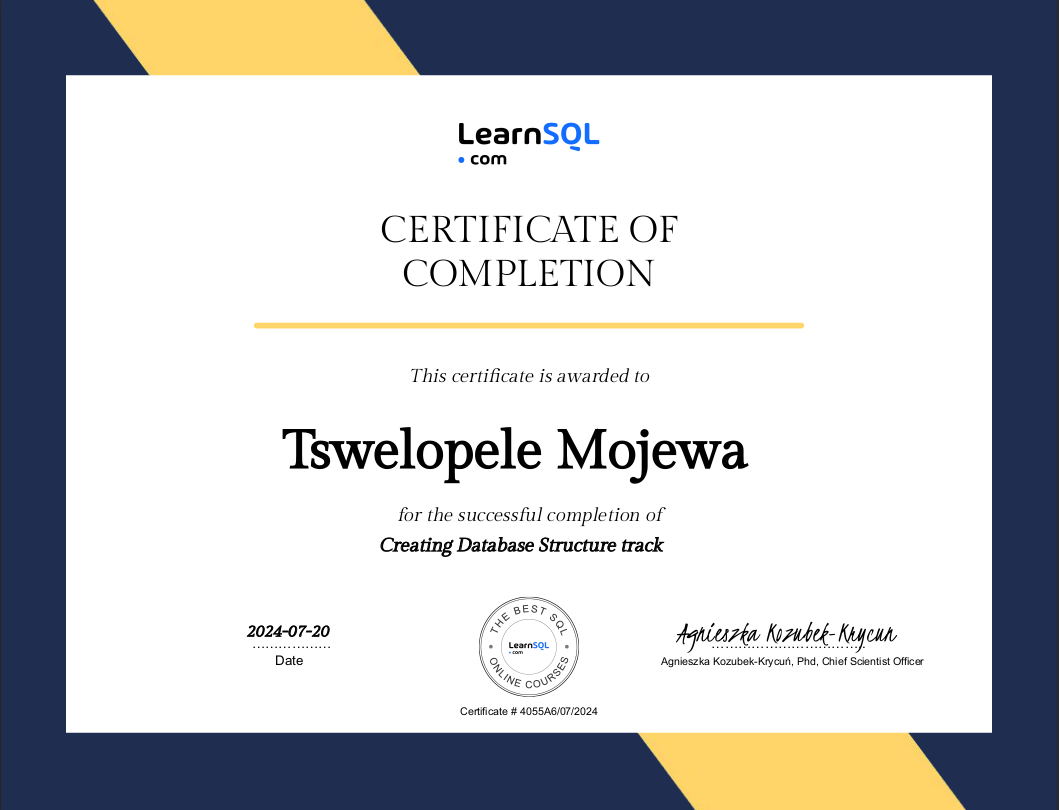 LearnSQL
• com
CERTIFICATE OF
COMPLETION
This certificate is awarded to
Tswelopele Mojewa
for the successful completion of
Creating Database Structure track
2024-07-20
Date
THE BEST SQL
LearnSQL
• com
ONLINE COURSES
Certificate # 4055A6/07/2024
Agnieszka Kozubek-Krycun
Agnieszka Kozubek-Krycuń, Phd, Chief Scientist Officer